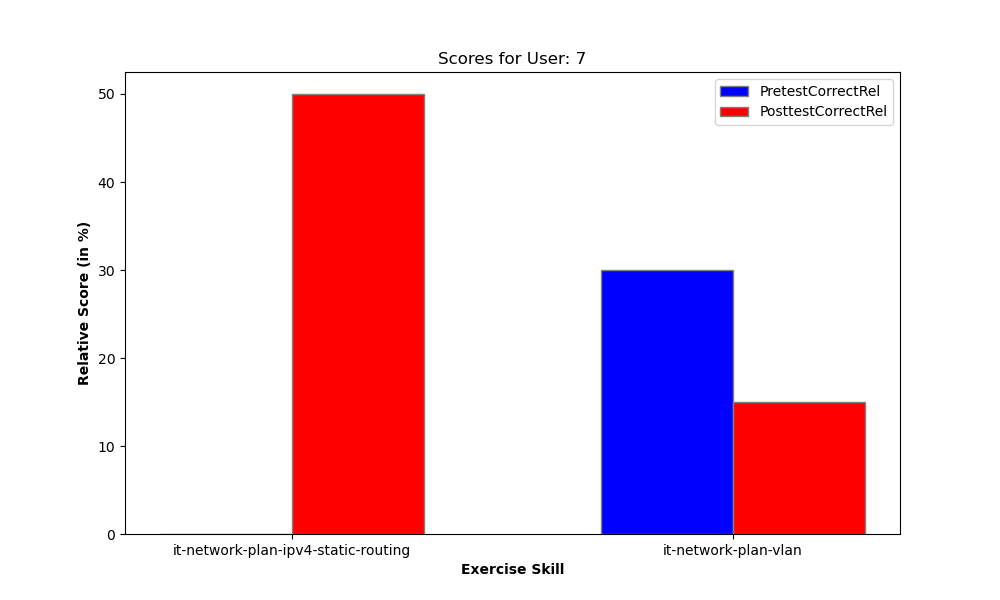 Scores for User: 7
PretestCorrectRel
PosttestCorrectRel
Relative Score (in %)
50
40
30
20
10
0
it-network-plan-ipv4-static-routing
it-network-plan-vlan
Exercise Skill